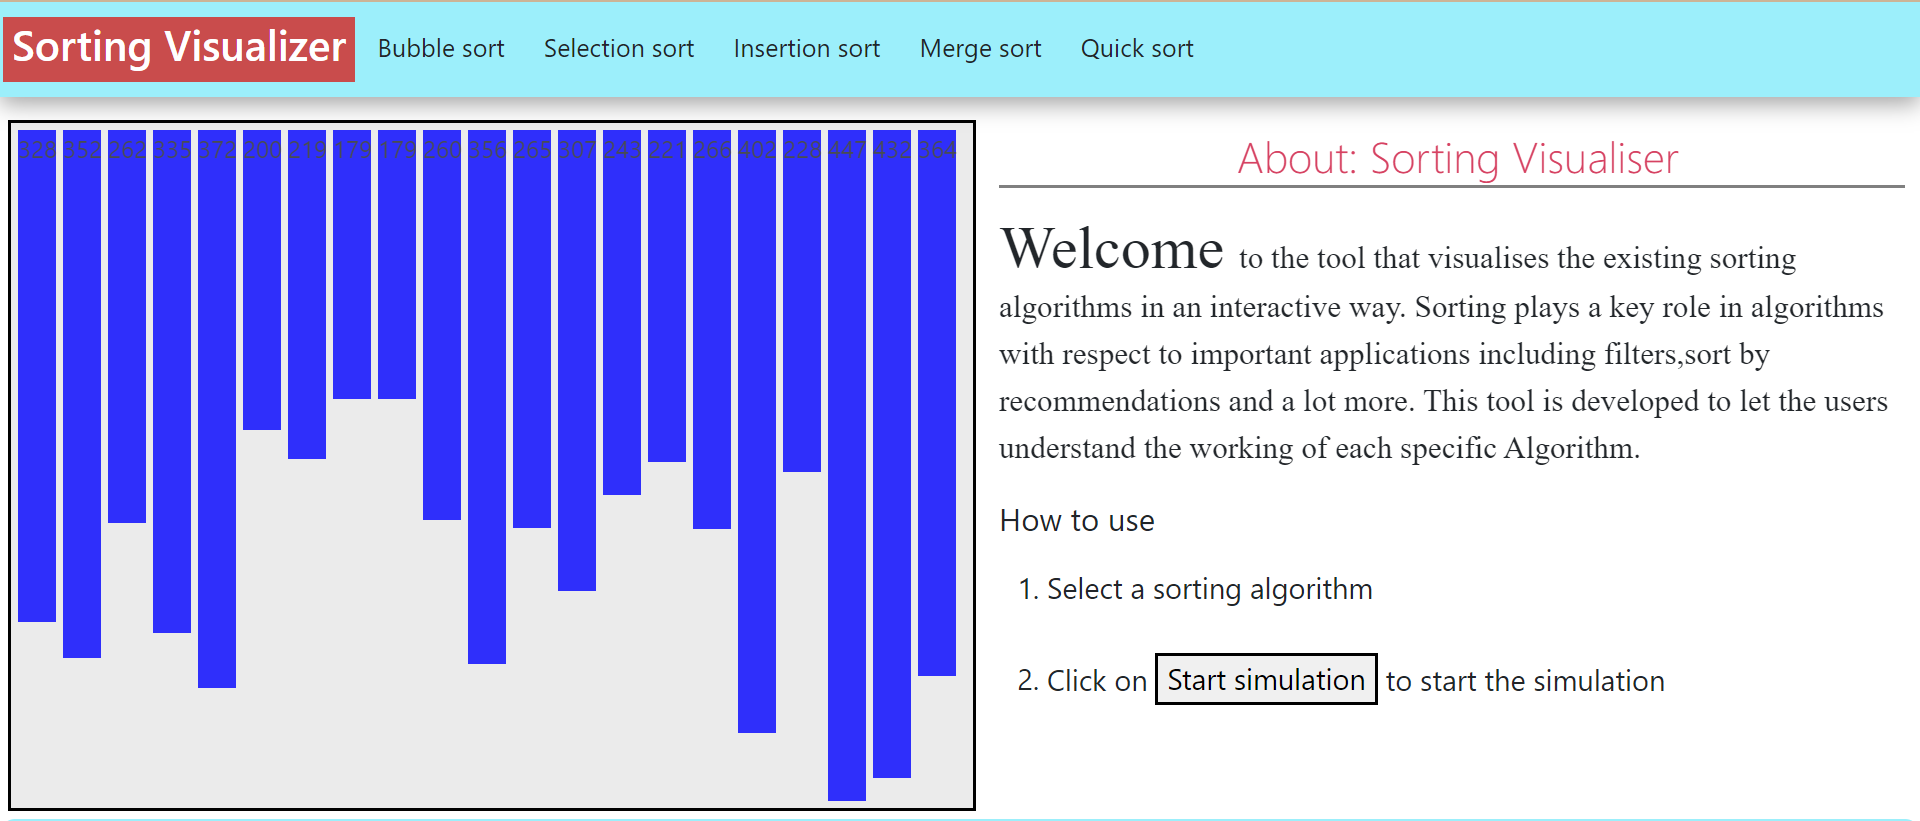 Sorting Visualizer Bubble sort Selection sort Insertion sort Merge sort Quick sort
328 352 262 335 372 200 219 179 179 260 356 265 307 243 221 266 402 228 447 432 364
About: Sorting Visualiser
Welcome to the tool that visualises the existing sorting
algorithms in an interactive way. Sorting plays a key role in algorithms
with respect to important applications including filters,sort by
recommendations and a lot more. This tool is developed to let the users
understand the working of each specific Algorithm.
How to use
1. Select a sorting algorithm
2. Click on Start simulation to start the simulation